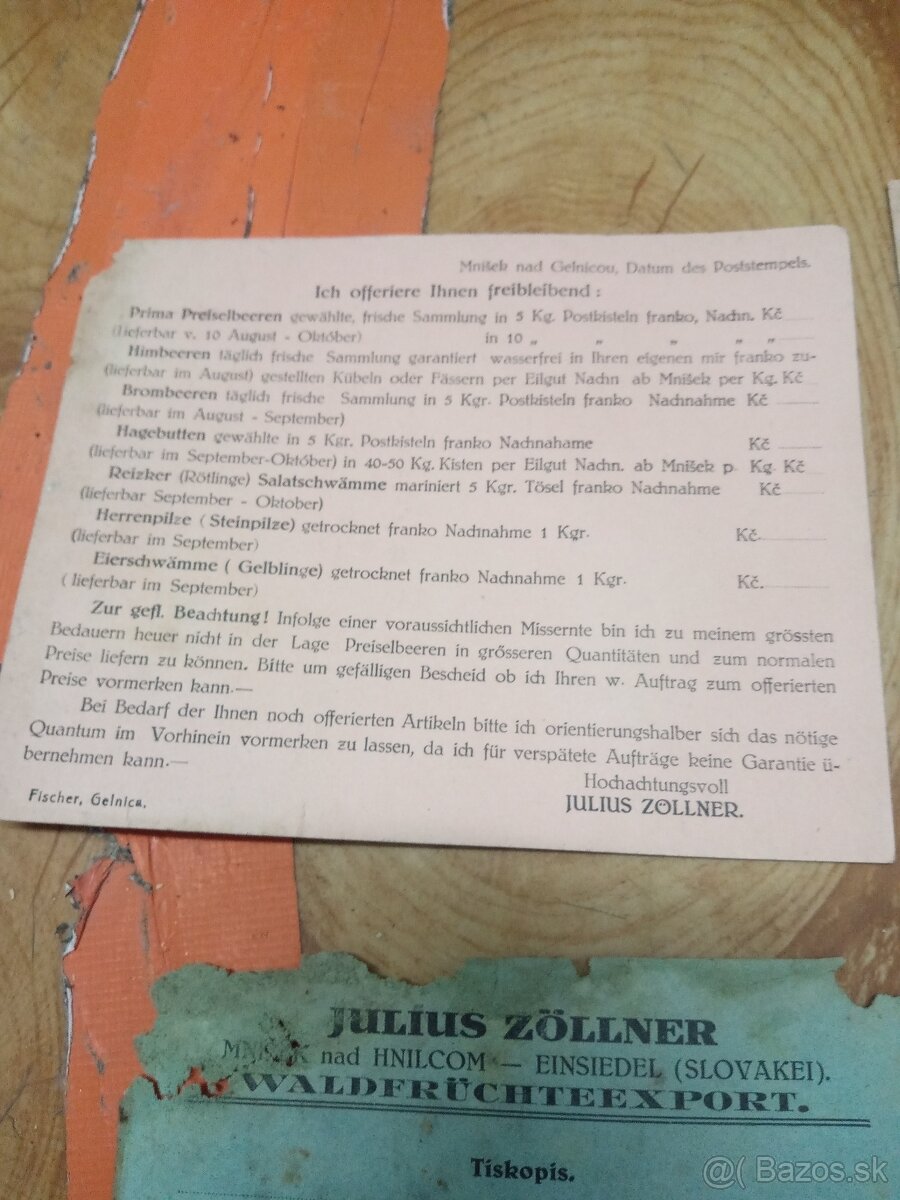 Mnišek nad Gelnicou, Datum des Poststempels.
Ich offeriere Ihnen freibleibend :
Prima Preiselbeeren gewählte, frische Sammlung in 5 Kg. Postkisteln franko, Nachn. Kč
(lieferbar v. 10 August - Oktőber) in 10 „ „ „ „ „
Himbeeren täglich frische Sammlung garantiert wasserfrei in Ihren eigenen mir franko zu-
(lieferbar im August) gestellten Kübeln oder Fässern per Eilgut Nachn ab Mnišek per Kg. Kč
Brombeeren täglich frische Sammlung in 5 Kgr. Postkisteln franko Nachnahme Kč
(lieferbar im August - September)
Hagebutten gewählte in 5 Kgr. Postkisteln franko Nachnahame Kč
(lieferbar im September-Oktőber) in 40-50 Kg. Kisten per Eilgut Nachn. ab Mnišek p. Kg. Kč
Reizker (Rötlinge) Salatschwämme mariniert 5 Kgr. Tösel franko Nachnahme Kč
(lieferbar September - Oktober)
Herrenpilze ( Steinpilze) getrocknet franko Nachnahme 1 Kgr. Kč.
(lieferbar im September)
Eierschwämme ( Gelblinge) getrocknet franko Nachnahme 1 Kgr. Kč.
( lieferbar im September)
Zur gefl. Beachtung! Infolge einer voraussichtlichen Missernte bin ich zu meinem grössten
Bedauern heuer nicht in der Lage Preiselbeeren in grősseren Quantitäten und zum normalen
Preise liefern zu können. Bitte um gefälligen Bescheid ob ich Ihren w. Auftrag zum offerierten
Preise vormerken kann.—
Bei Bedarf der Ihnen noch offerierten Artikeln bitte ich orientierungshalber sich das nötige
Quantum im Vorhinein vormerken zu lassen, da ich für verspätete Aufträge keine Garantie ü-
bernehmen kann.—
Hochachtungsvoll
JULIUS ZÖLLNER.
Fischer, Gelnica.
JULIUS ZÖLLNER
MNIŠEK nad HNILCOM — EINSIEDEL (SLOVAKEI).
WALDFRÜCHTEEXPORT.
Tiskopis.
@( Bazos.sk